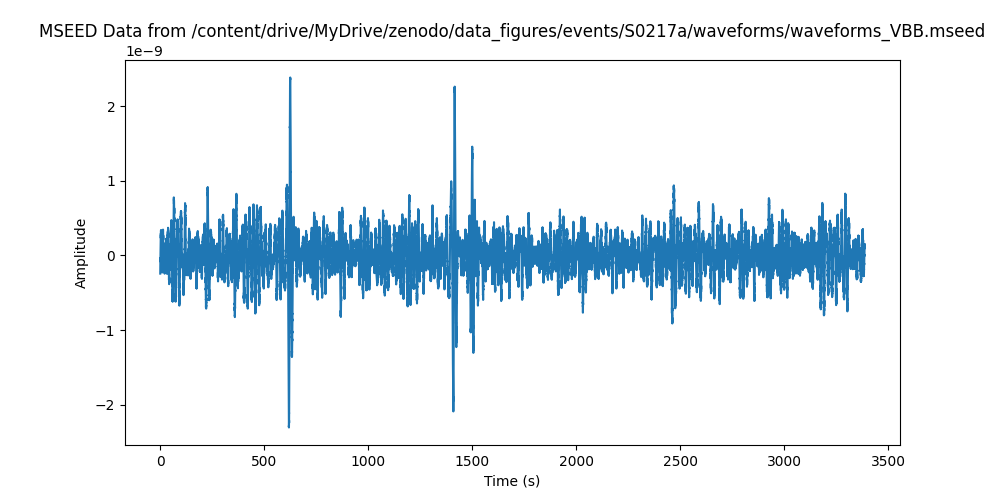 MSEED Data from /content/drive/MyDrive/zenodo/data_figures/events/S0217a/waveforms/waveforms_VBB.mseed
1e−9
2
1
0
−1
−2
Amplitude
0 500 1000 1500 2000 2500 3000 3500
Time (s)